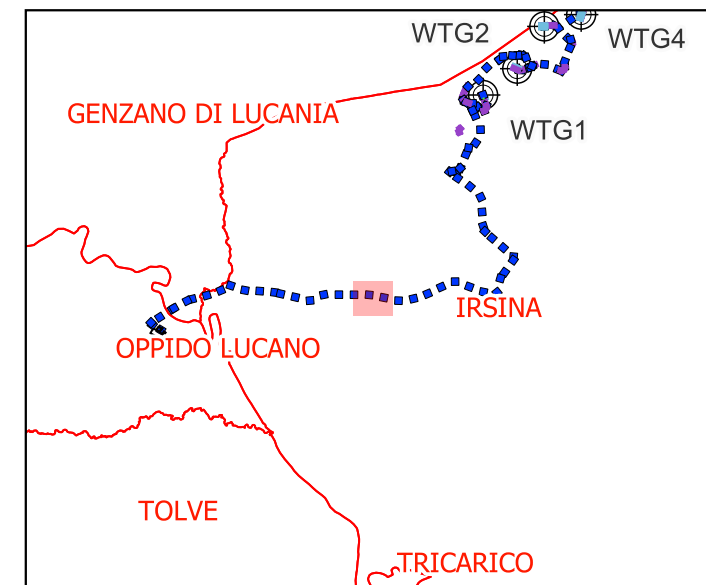 WTG2
WTG4
GENZANO DI LUCANIA
WTG1
IRSINA
OPPIDO LUCANO
TOLVE
TRICARICO